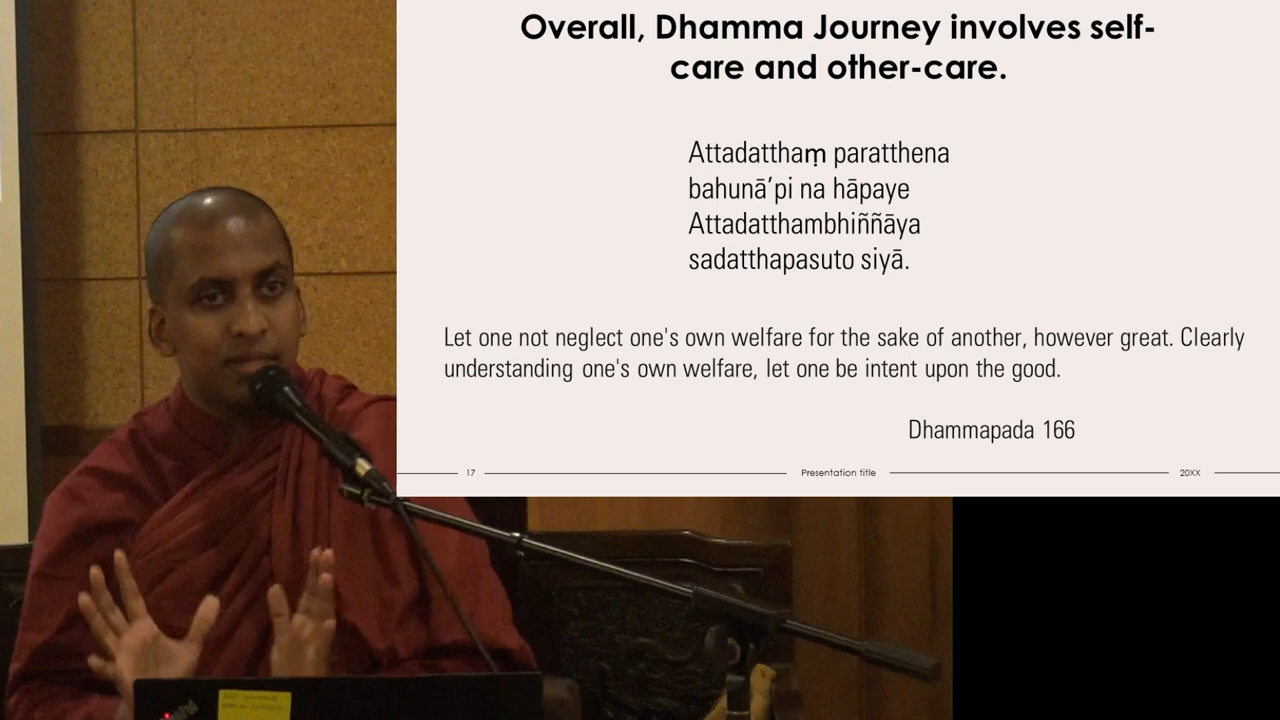 Overall, Dhamma Journey involves self-
care and other-care.
Attadatthaṃ paratthena
bahunā’pi na hāpaye
Attadatthambhiññāya
sadatthapasuto siyā.
Let one not neglect one's own welfare for the sake of another, however great. Clearly
understanding one's own welfare, let one be intent upon the good.
Dhammapada 166
17
Presentation title
20XX